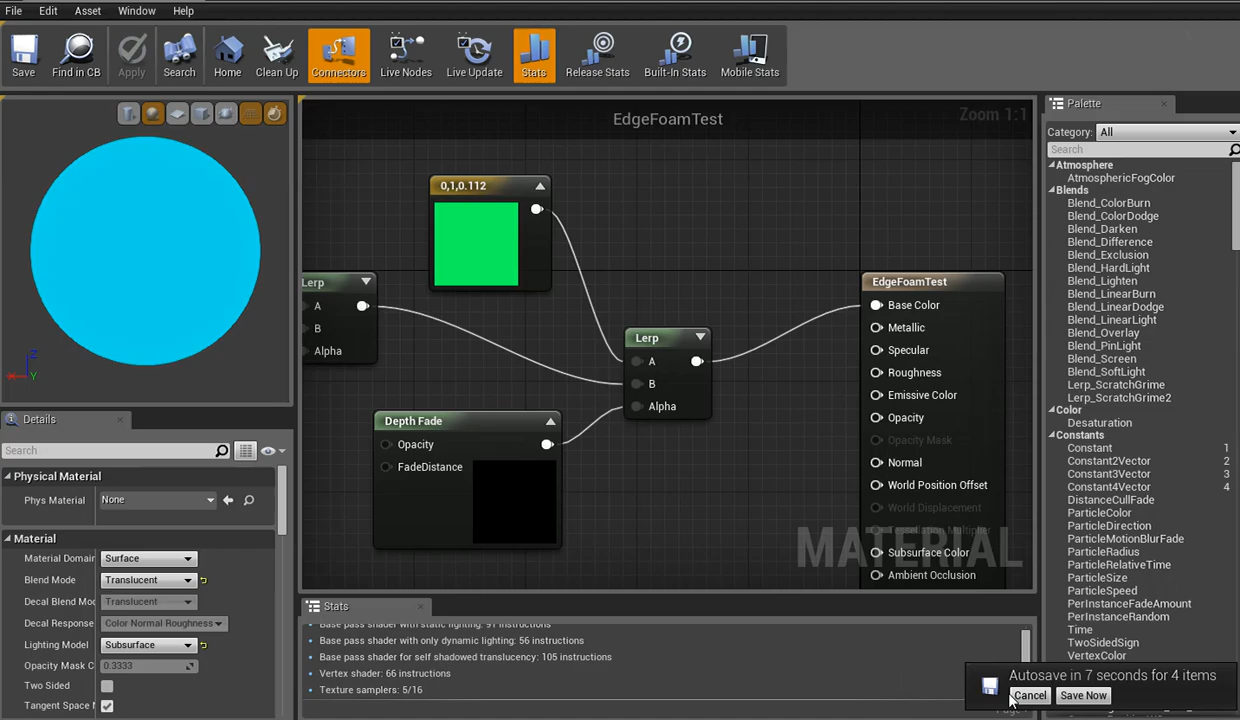 File Edit Asset Window Help
Save Find in CB Apply Search Home Clean Up Connectors Live Nodes Live Update Stats Release Stats Built-In Stats Mobile Stats
EdgeFoamTest
Zoom 1:1
0,1,0.112
Lerp
A
B
Alpha
Lerp
A
B
Alpha
Depth Fade
Opacity
FadeDistance
EdgeFoamTest
Base Color
Metallic
Specular
Roughness
Emissive Color
Opacity
Opacity Mask
Normal
World Position Offset
World Displacement
Tessellation Multiplier
Subsurface Color
Ambient Occlusion
MATERIAL
Z
Y
Details
Search
Physical Material
Phys Material None
Material
Material Domain Surface
Blend Mode Translucent
Decal Blend Mo Translucent
Decal Response Color Normal Roughness
Lighting Model Subsurface
Opacity Mask C 0.3333
Two Sided
Tangent Space
Stats
Base pass shader with static lighting: 91 instructions
Base pass shader with only dynamic lighting: 56 instructions
Base pass shader for self shadowed translucency: 105 instructions
Vertex shader: 66 instructions
Texture samplers: 5/16
Palette
Category: All
Search
Atmosphere
AtmosphericFogColor
Blends
Blend_ColorBurn
Blend_ColorDodge
Blend_Darken
Blend_Difference
Blend_Exclusion
Blend_HardLight
Blend_Lighten
Blend_LinearBurn
Blend_LinearDodge
Blend_LinearLight
Blend_Overlay
Blend_PinLight
Blend_Screen
Blend_SoftLight
Lerp_ScratchGrime
Lerp_ScratchGrime2
Color
Desaturation
Constants
Constant 1
Constant2Vector 2
Constant3Vector 3
Constant4Vector 4
DistanceCullFade
ParticleColor
ParticleDirection
ParticleMotionBlurFade
ParticleRadius
ParticleRelativeTime
ParticleSize
ParticleSpeed
PerInstanceFadeAmount
PerInstanceRandom
Time
TwoSidedSign
VertexColor
Autosave in 7 seconds for 4 items
Cancel Save Now